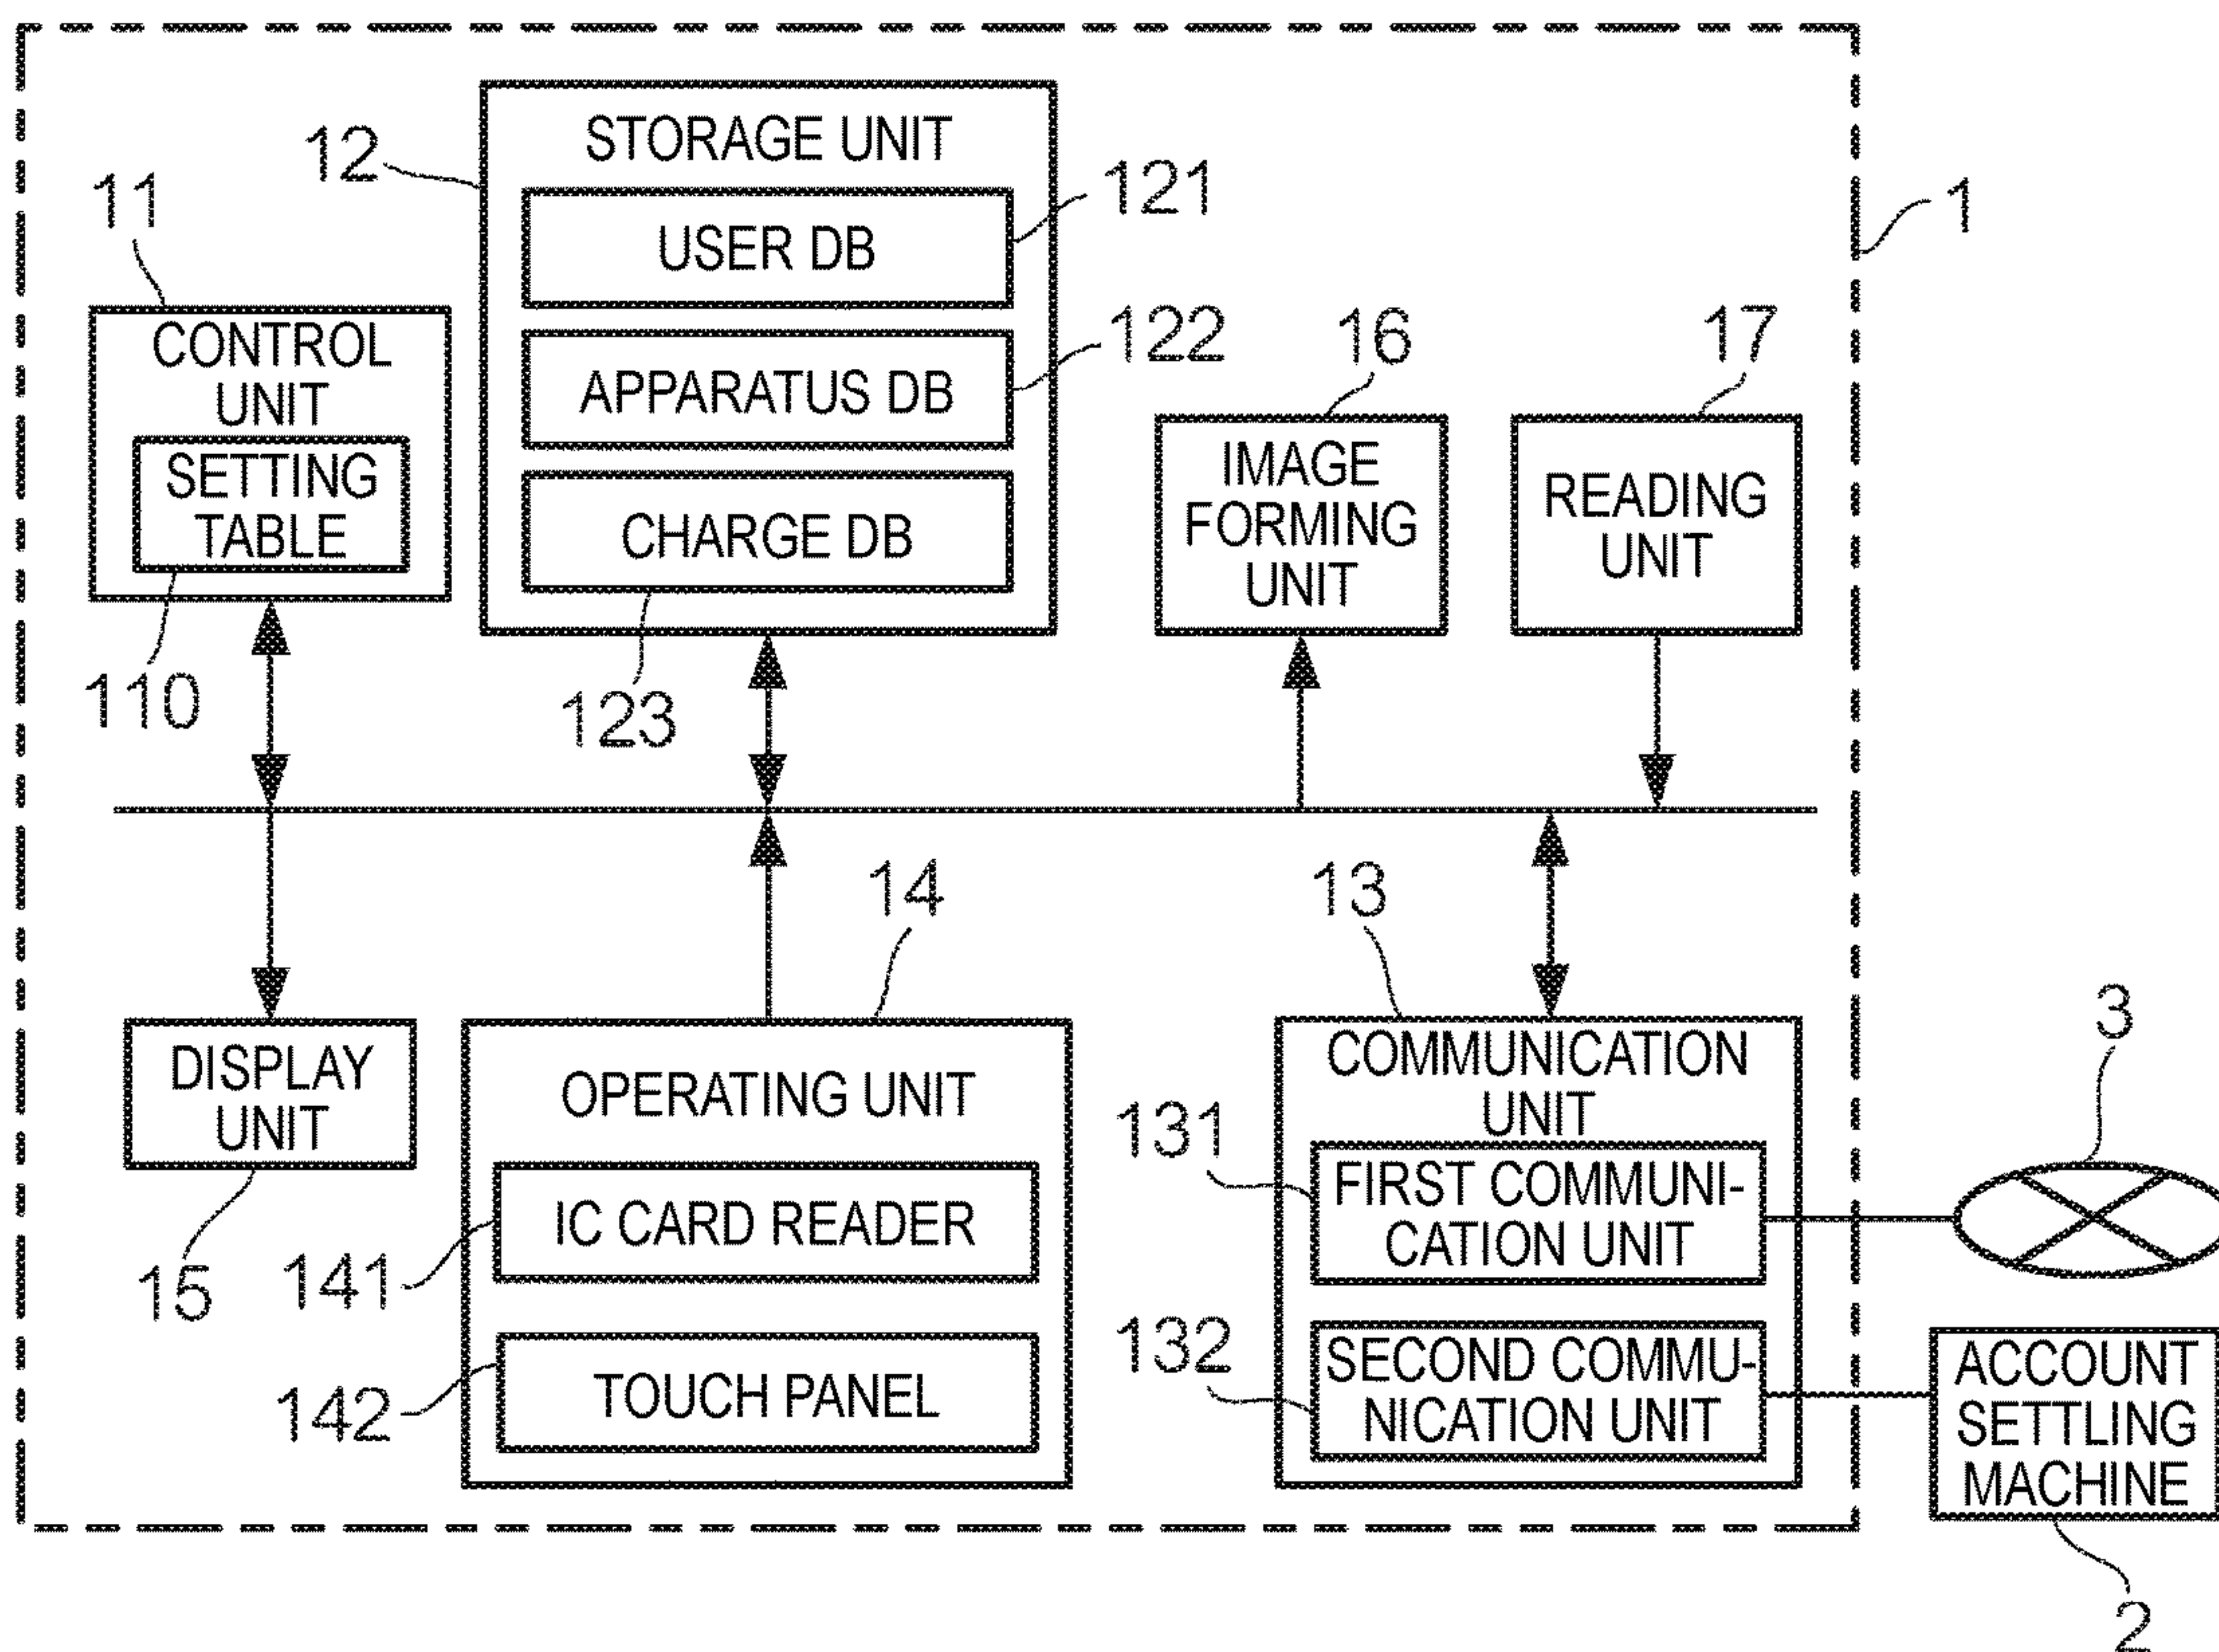 12
STORAGE UNIT
121
USER DB
11
1
CONTROL
UNIT
SETTING
TABLE
122
APPARATUS DB
16
17
IMAGE
FORMING
UNIT
READING
UNIT
CHARGE DB
110
123
14
13
3
DISPLAY
UNIT
OPERATING UNIT
COMMUNICATION
UNIT
131
FIRST COMMUNI-
CATION UNIT
IC CARD READER
15
141
132
SECOND COMMU-
NICATION UNIT
ACCOUNT
SETTLING
MACHINE
142
TOUCH PANEL
2